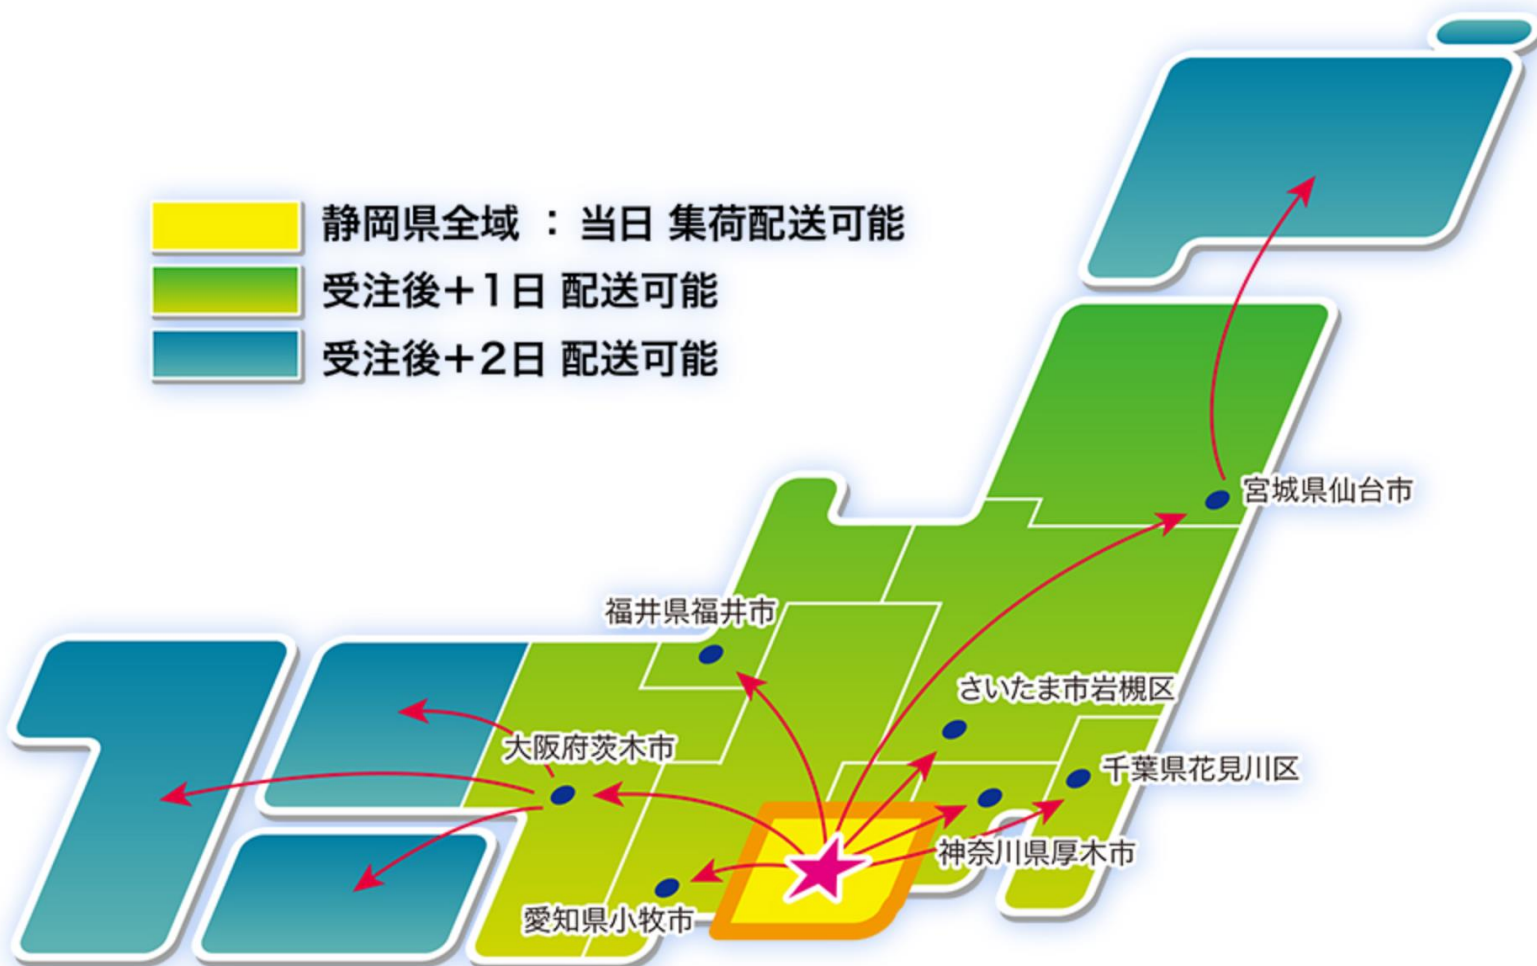 静岡県全域 : 当日 集荷配送可能
受注後+1日 配送可能
受注後+2日 配送可能
宮城県仙台市
福井県福井市
さいたま市岩槻区
大阪府茨木市
千葉県花見川区
神奈川県厚木市
愛知県小牧市